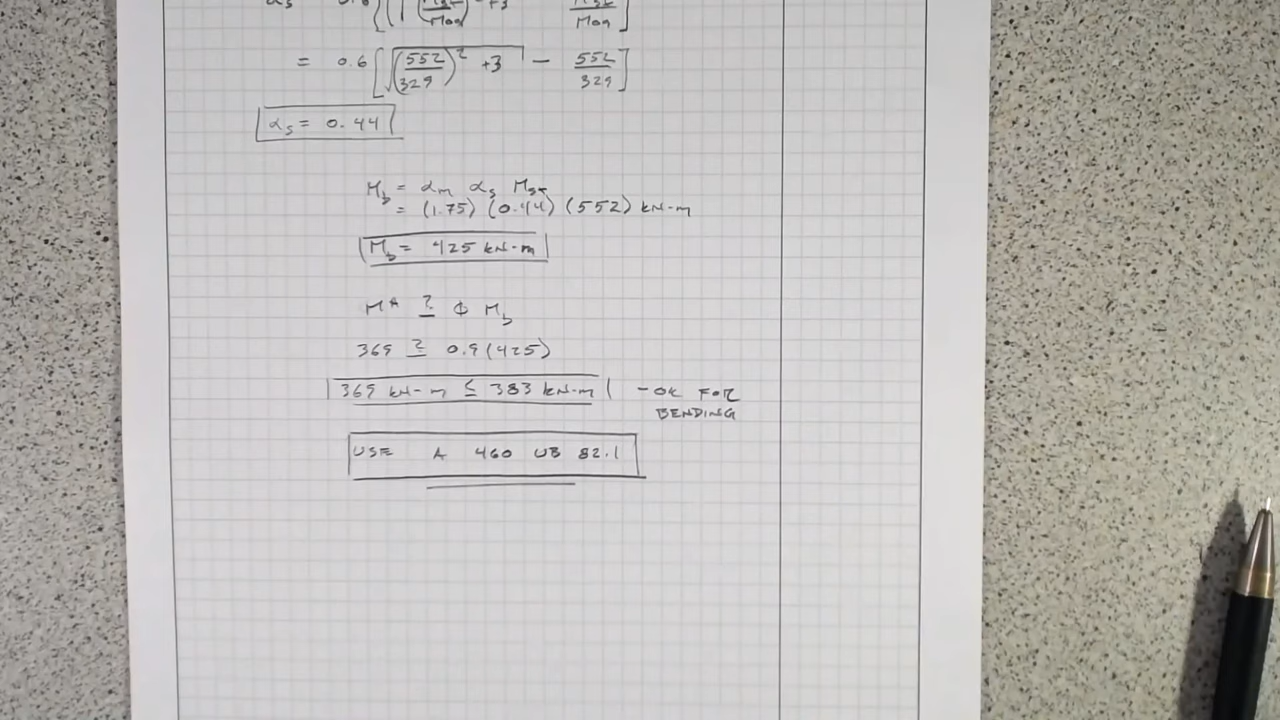 = 0.6 [√(552/329)² +3 − 552/329]
αs = 0.44
Mb = αm αs Msx
= (1.75) (0.44) (552) kN-m
Mb = 425 kN-m
M* ? Φ Mb
369 ? 0.9(425)
369 kN-m ≤ 383 kN-m - OK FOR
BENDING
USE A 460 UB 82.1